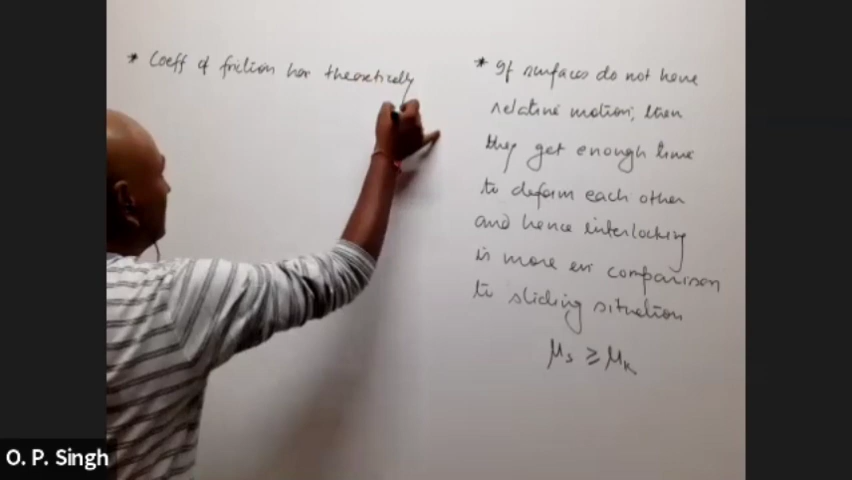 * Coeff of friction has theoretically
* If surfaces do not have
relative motion, then
they get enough time
to deform each other
and hence interlocking
is more in comparison
to sliding situation
μs ≥ μk
O. P. Singh